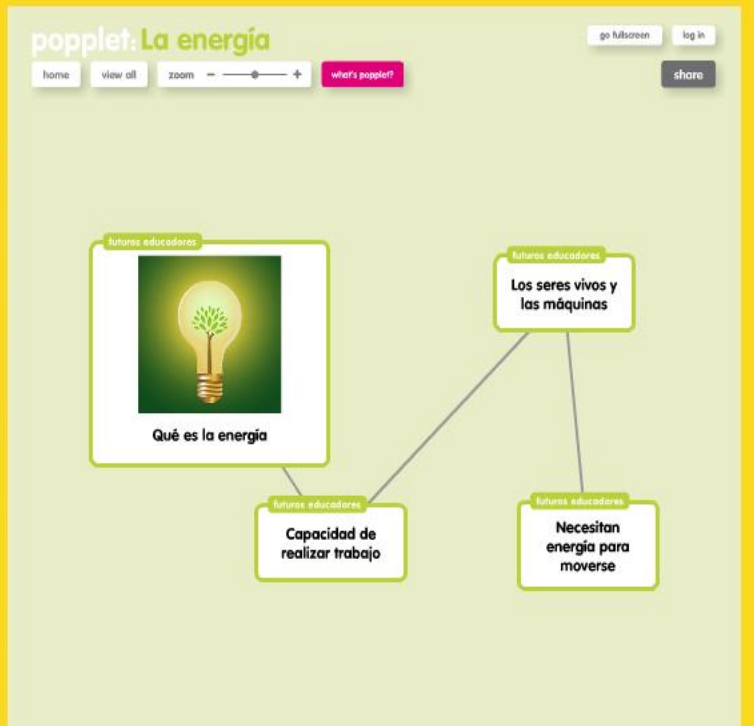 popplet: La energía
go fullscreen
log in
home
view all
zoom - +
what's popplet?
share
futuros educadores
Qué es la energía
futuros educadores
Los seres vivos y
las máquinas
futuros educadores
Capacidad de
realizar trabajo
futuros educadores
Necesitan
energía para
moverse